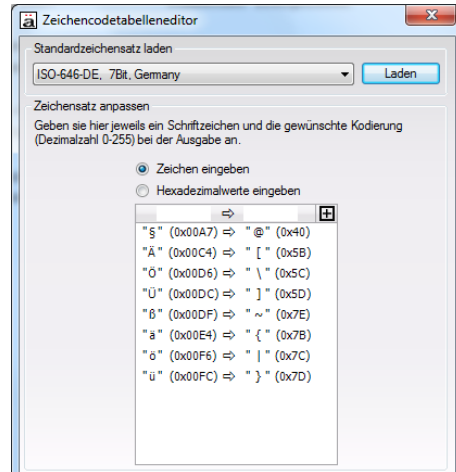 ä Zeichencodetabelleneditor
Standardzeichensatz laden
ISO-646-DE, 7Bit, Germany
Laden
Zeichensatz anpassen
Geben sie hier jeweils ein Schriftzeichen und die gewünschte Kodierung
(Dezimalzahl 0-255) bei der Ausgabe an.
Zeichen eingeben
Hexadezimalwerte eingeben
⇨
"§" (0x00A7) ⇨ "@" (0x40)
"Ä" (0x00C4) ⇨ "[" (0x5B)
"Ö" (0x00D6) ⇨ "\" (0x5C)
"Ü" (0x00DC) ⇨ "]" (0x5D)
"ß" (0x00DF) ⇨ "~" (0x7E)
"ä" (0x00E4) ⇨ "{" (0x7B)
"ö" (0x00F6) ⇨ "|" (0x7C)
"ü" (0x00FC) ⇨ "}" (0x7D)